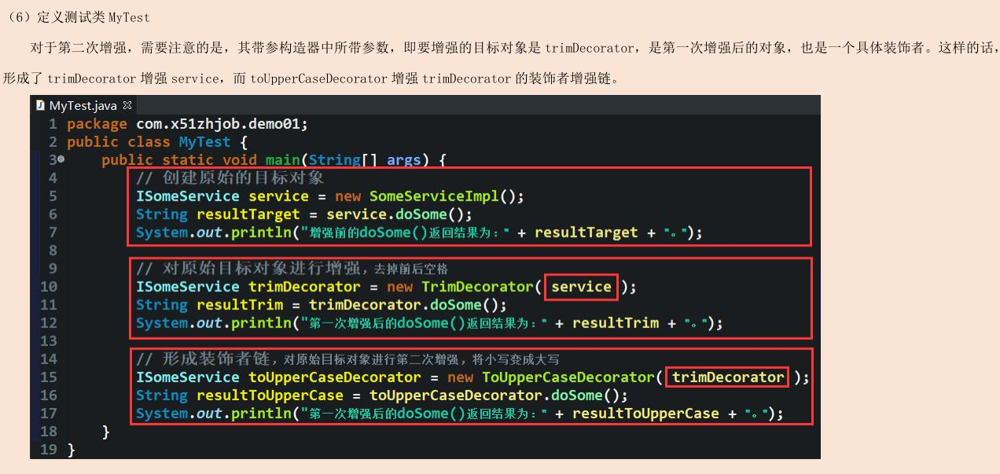 （6）定义测试类 MyTest
对于第二次增强，需要注意的是，其带参构造器中所带参数，即要增强的目标对象是 trimDecorator，是第一次增强后的对象，也是一个具体装饰者。这样的话，
形成了 trimDecorator 增强 service，而 toUpperCaseDecorator 增强 trimDecorator 的装饰者增强链。
MyTest.java
1 package com.x51zhjob.demo01;
2 public class MyTest {
3 public static void main(String[] args) {
4 // 创建原始的目标对象
5 ISomeService service = new SomeServiceImpl();
6 String resultTarget = service.doSome();
7 System.out.println("增强前的doSome()返回结果为：" + resultTarget + "。");
8
9 // 对原始目标对象进行增强，去掉前后空格
10 ISomeService trimDecorator = new TrimDecorator( service );
11 String resultTrim = trimDecorator.doSome();
12 System.out.println("第一次增强后的doSome()返回结果为：" + resultTrim + "。");
13
14 // 形成装饰者链，对原始目标对象进行第二次增强，将小写变成大写
15 ISomeService toUpperCaseDecorator = new ToUpperCaseDecorator( trimDecorator );
16 String resultToUpperCase = toUpperCaseDecorator.doSome();
17 System.out.println("第一次增强后的doSome()返回结果为：" + resultToUpperCase + "。");
18 }
19 }